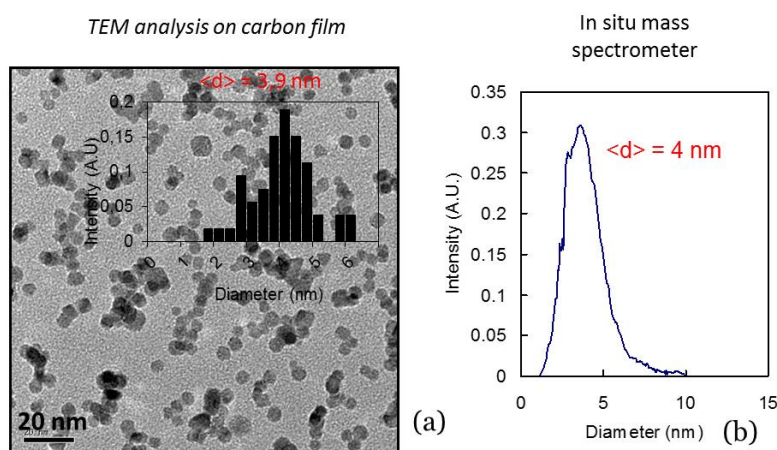 TEM analysis on carbon film
<d> = 3,9 nm
0,2
0,15
0,1
0,05
0
Intensity (A.U)
0 1 2 3 4 5 6
Diameter (nm)
20 nm
20 nm
(a)
In situ mass
spectrometer
0.35
0.3
0.25
0.2
0.15
0.1
0.05
0
Intensity (A.U.)
<d> = 4 nm
0 5 10 15
Diameter (nm)
(b)